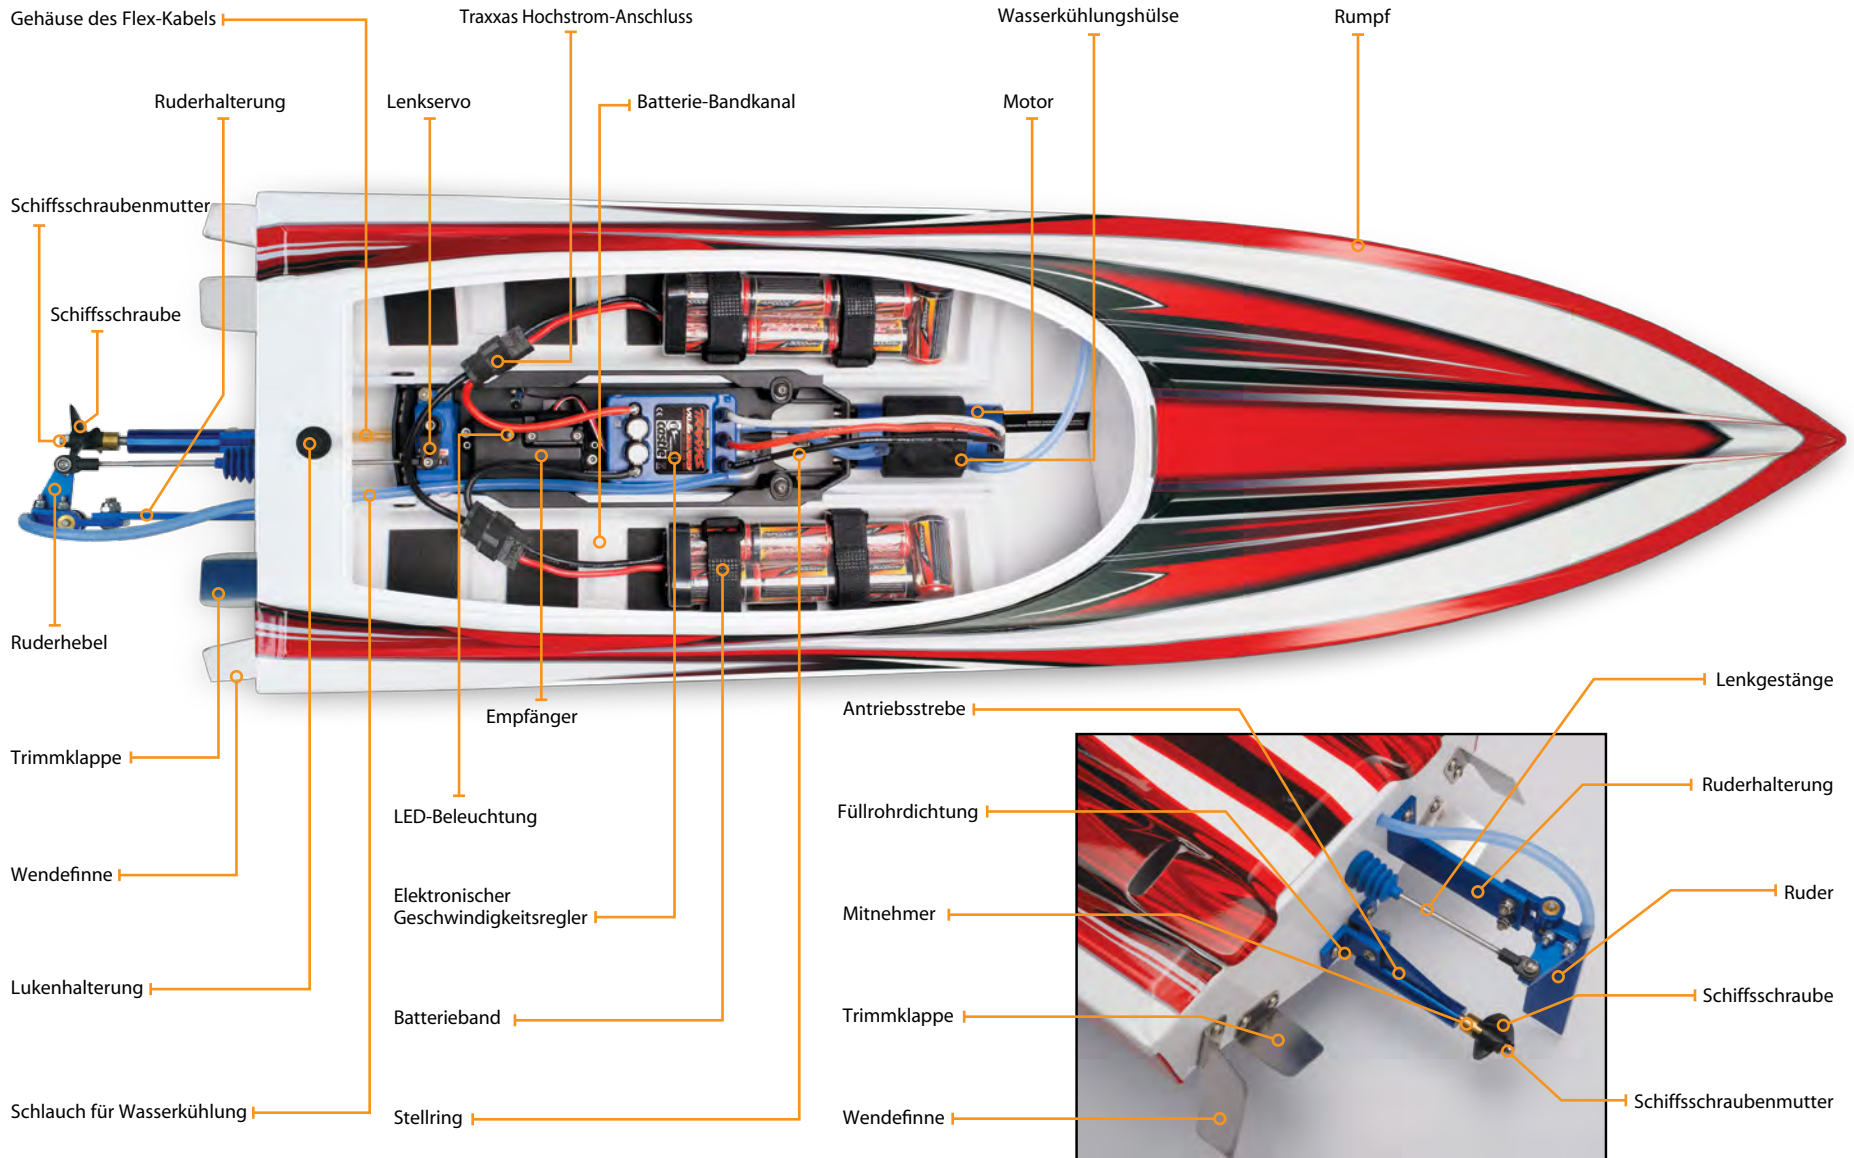 Gehäuse des Flex-Kabels
Traxxas Hochstrom-Anschluss
Wasserkühlungshülse
Rumpf
Ruderhalterung
Lenkservo
Batterie-Bandkanal
Motor
Schiffsschraubenmutter
Schiffsschraube
Ruderhebel
Trimmklappe
Wendefinne
Lukenhalterung
Schlauch für Wasserkühlung
Empfänger
LED-Beleuchtung
Elektronischer
Geschwindigkeitsregler
Batterieband
Stellring
Antriebsstrebe
Füllrohrdichtung
Mitnehmer
Trimmklappe
Wendefinne
Lenkgestänge
Ruderhalterung
Ruder
Schiffsschraube
Schiffsschraubenmutter